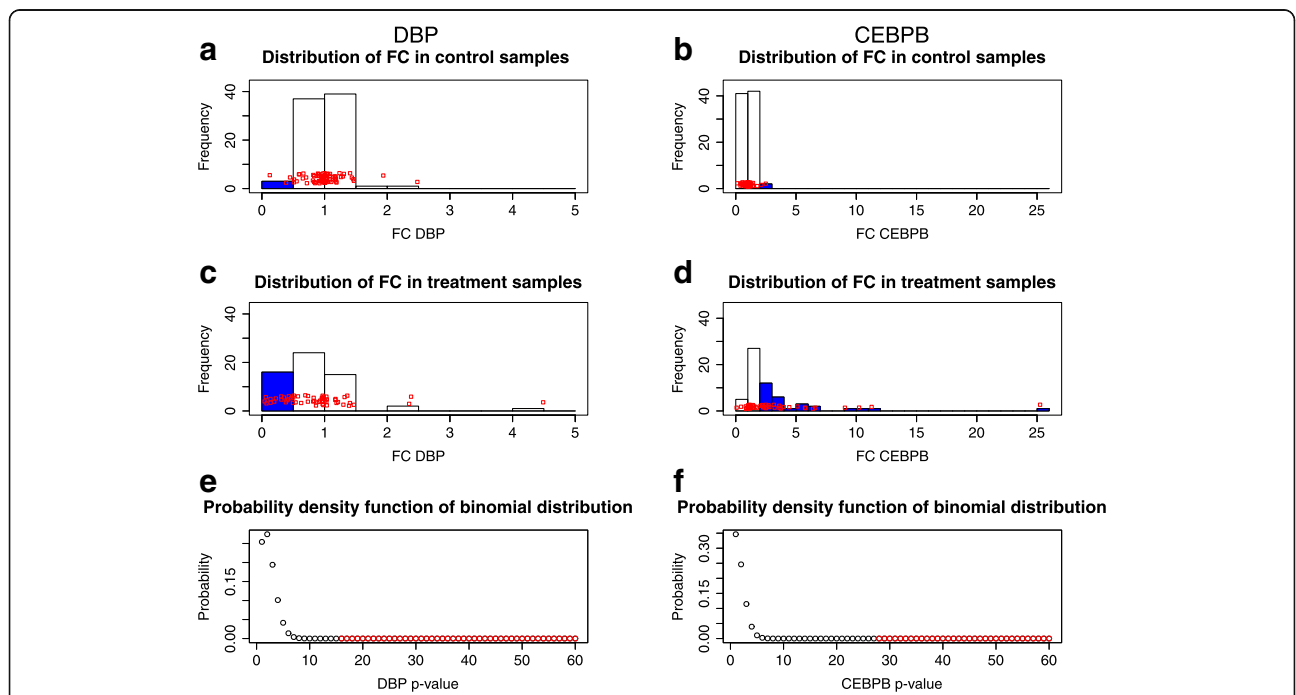 DBP
a
Distribution of FC in control samples
Frequency
0 20 40
0 1 2 3 4 5
FC DBP
CEBPB
b
Distribution of FC in control samples
Frequency
0 20 40
0 5 10 15 20 25
FC CEBPB
c
Distribution of FC in treatment samples
Frequency
0 20 40
0 1 2 3 4 5
FC DBP
d
Distribution of FC in treatment samples
Frequency
0 20 40
0 5 10 15 20 25
FC CEBPB
e
Probability density function of binomial distribution
Probability
0.00 0.15
0 10 20 30 40 50 60
DBP p-value
f
Probability density function of binomial distribution
Probability
0.00 0.15 0.30
0 10 20 30 40 50 60
CEBPB p-value